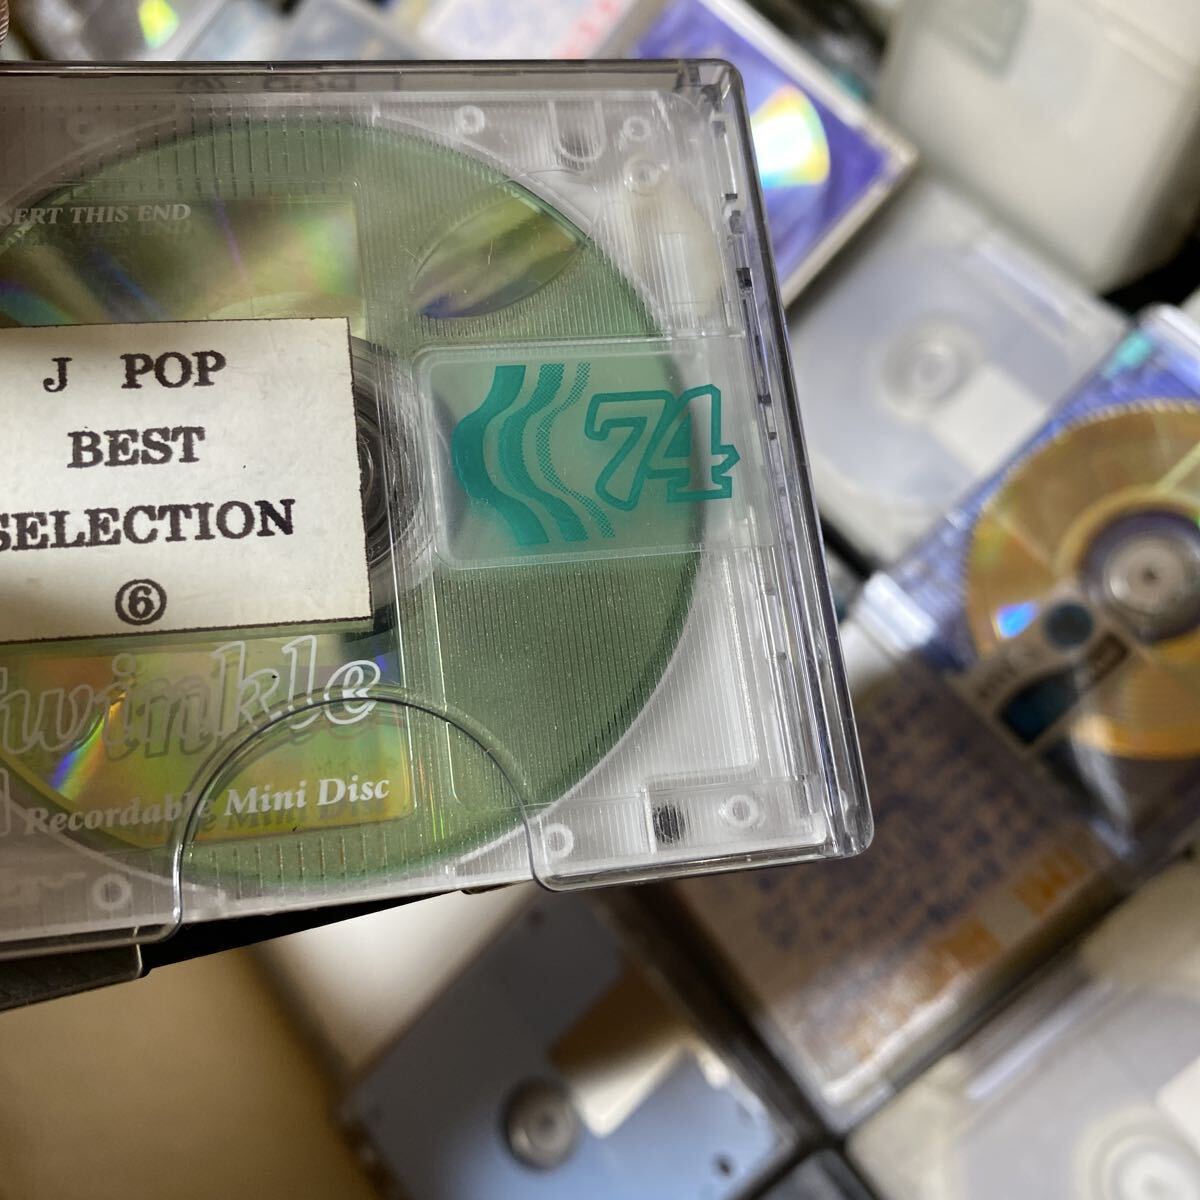 SERT THIS END
J POP
BEST
SELECTION
⑥
74
Twinkle
Recordable Mini Disc